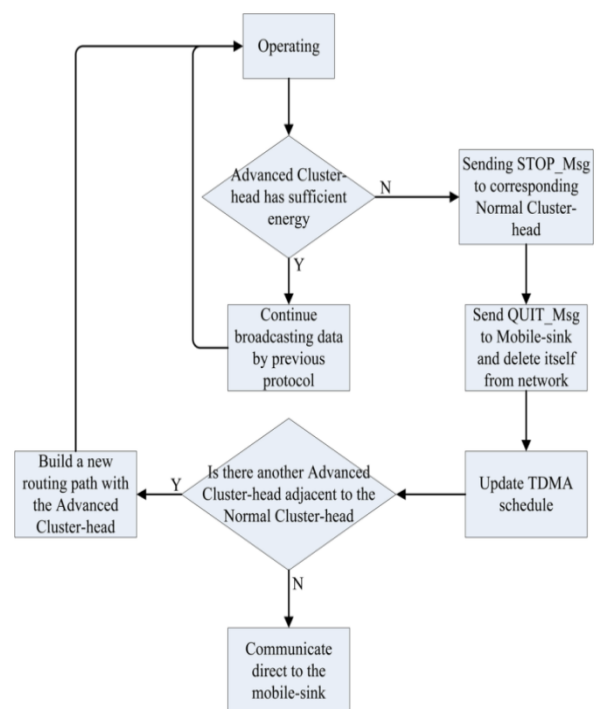 Operating
Advanced Cluster-
head has sufficient
energy
N
Sending STOP_Msg
to corresponding
Normal Cluster-
head
Y
Continue
broadcasting data
by previous
protocol
Send QUIT_Msg
to Mobile-sink
and delete itself
from network
Update TDMA
schedule
Is there another Advanced
Cluster-head adjacent to the
Normal Cluster-head
Y
Build a new
routing path with
the Advanced
Cluster-head
N
Communicate
direct to the
mobile-sink